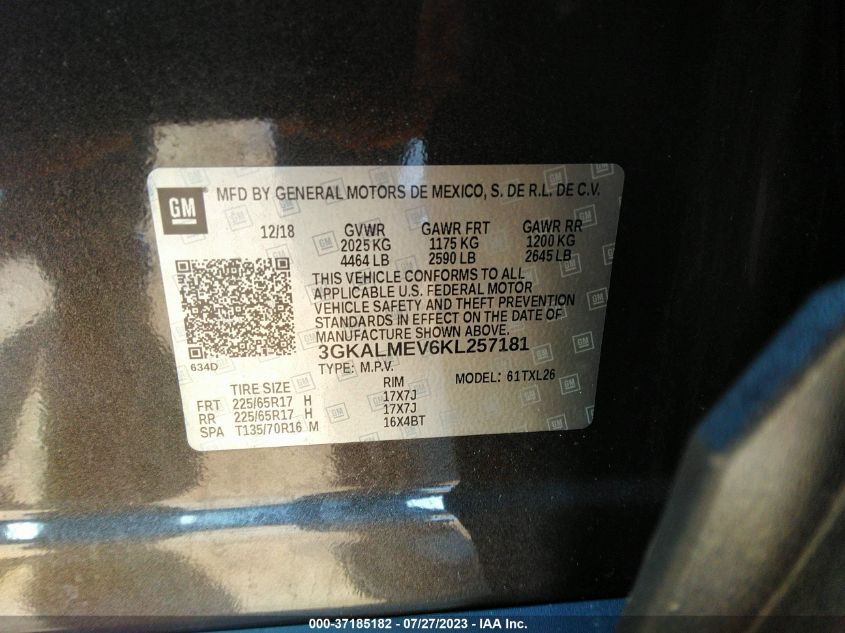 GM
MFD BY GENERAL MOTORS DE MEXICO, S. DE R.L. DE C.V.
12/18 GVWR GAWR FRT GAWR RR
2025 KG 1175 KG 1200 KG
4464 LB 2590 LB 2645 LB
THIS VEHICLE CONFORMS TO ALL
APPLICABLE U.S. FEDERAL MOTOR
VEHICLE SAFETY AND THEFT PREVENTION
STANDARDS IN EFFECT ON THE DATE OF
MANUFACTURE SHOWN ABOVE.
3GKALMEV6KL257181
634D
TYPE: M.P.V. MODEL: 61TXL26
TIRE SIZE RIM
FRT 225/65R17 H 17X7J
RR 225/65R17 H 17X7J
SPA T135/70R16 M 16X4BT
000-37185182 - 07/27/2023 - IAA Inc.